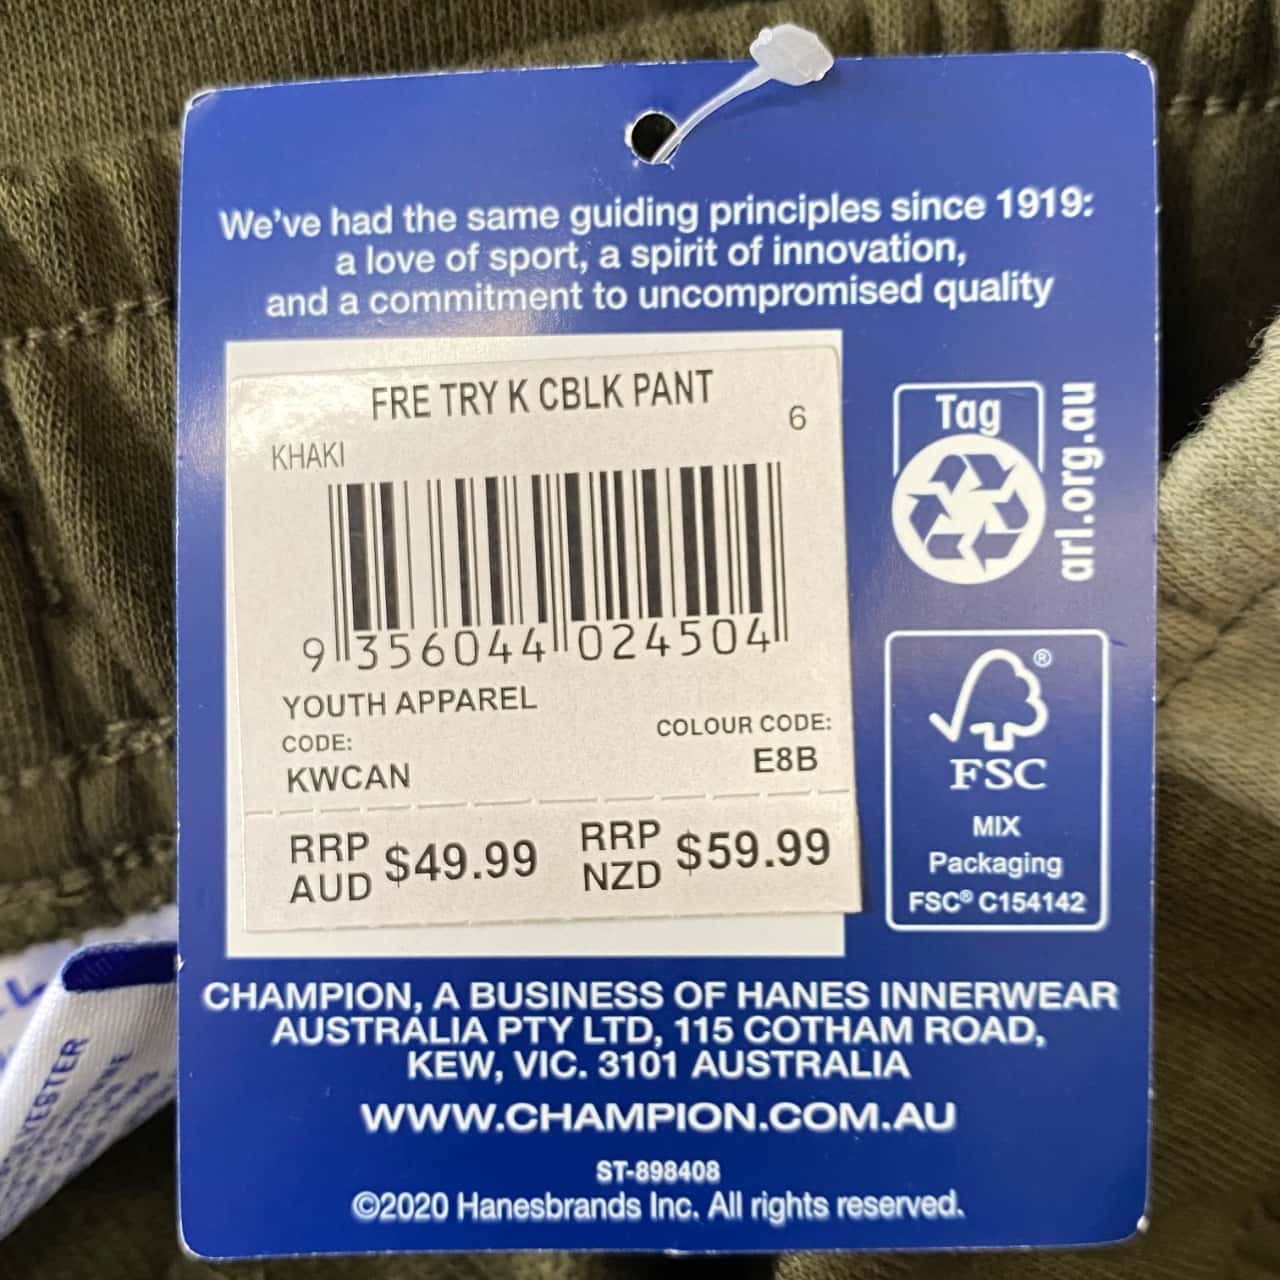 We've had the same guiding principles since 1919:
a love of sport, a spirit of innovation,
and a commitment to uncompromised quality
FRE TRY K CBLK PANT
6
KHAKI
9 356044 024504
YOUTH APPAREL
CODE:
KWCAN
COLOUR CODE:
E8B
RRP AUD $49.99
RRP NZD $59.99
Tag
arl.org.au
®
FSC
MIX
Packaging
FSC® C154142
CHAMPION, A BUSINESS OF HANES INNERWEAR
AUSTRALIA PTY LTD, 115 COTHAM ROAD,
KEW, VIC. 3101 AUSTRALIA
WWW.CHAMPION.COM.AU
ST-898408
©2020 Hanesbrands Inc. All rights reserved.